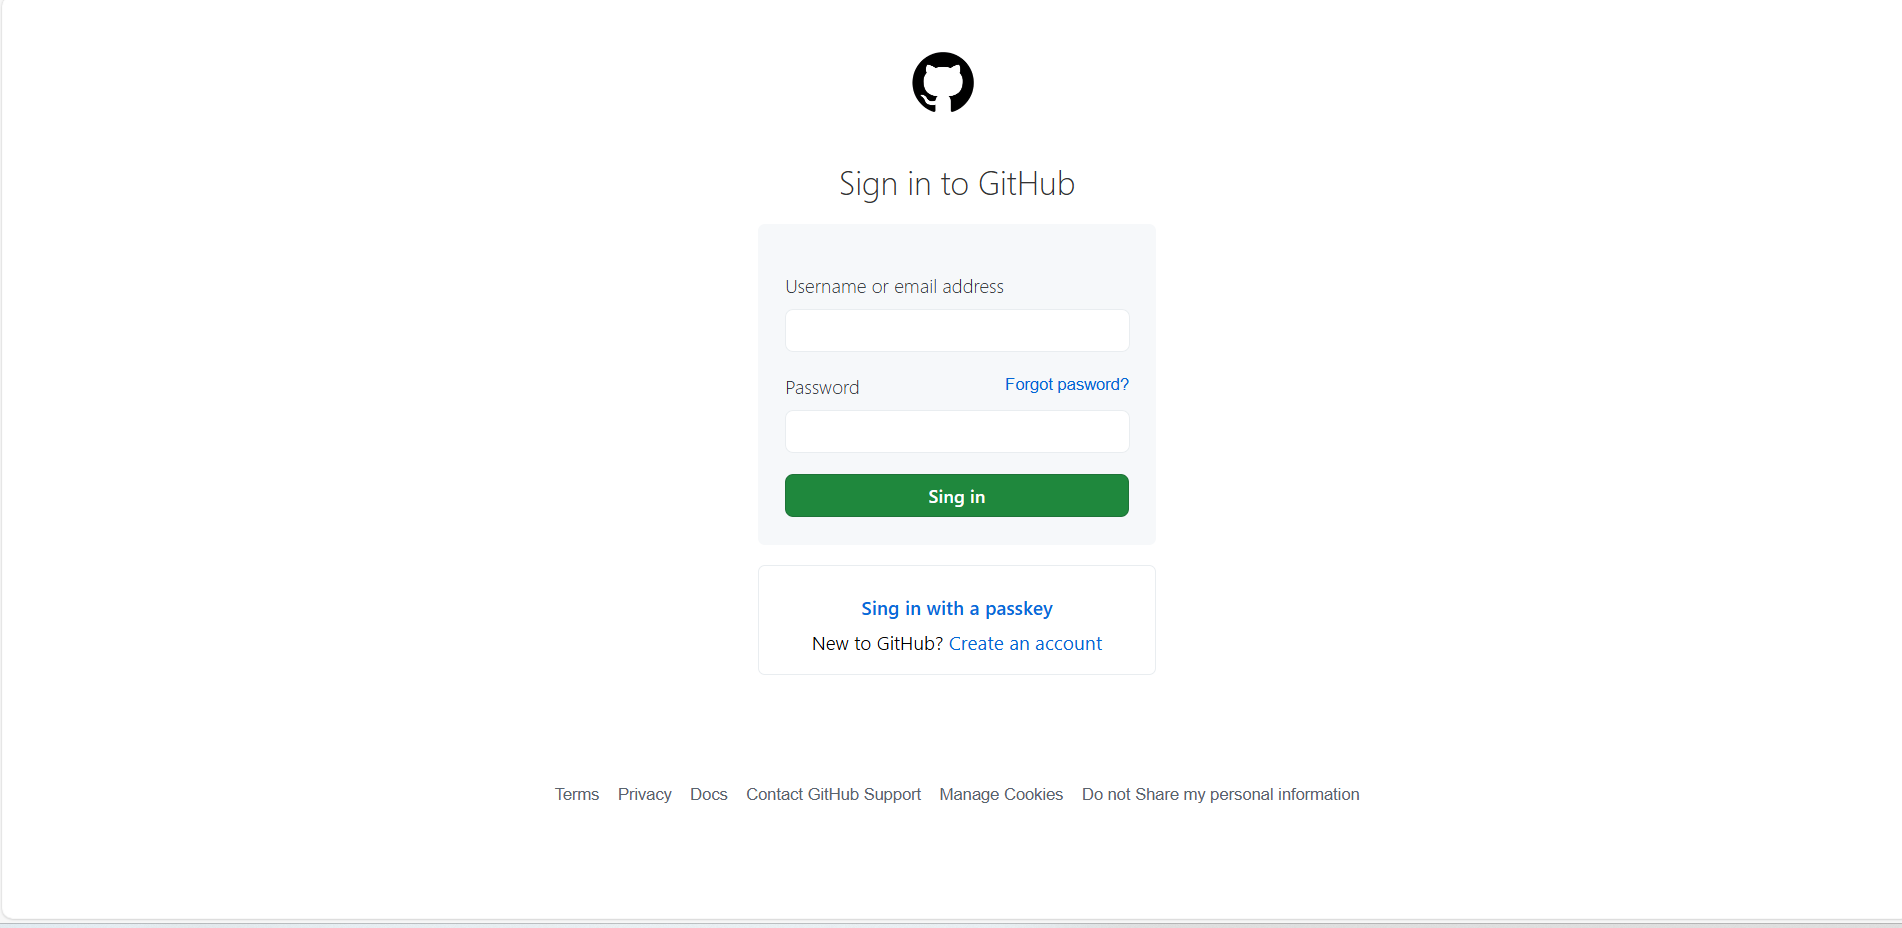 Sign in to GitHub
Username or email address
Password Forgot pasword?
Sing in
Sing in with a passkey
New to GitHub? Create an account
Terms Privacy Docs Contact GitHub Support Manage Cookies Do not Share my personal information